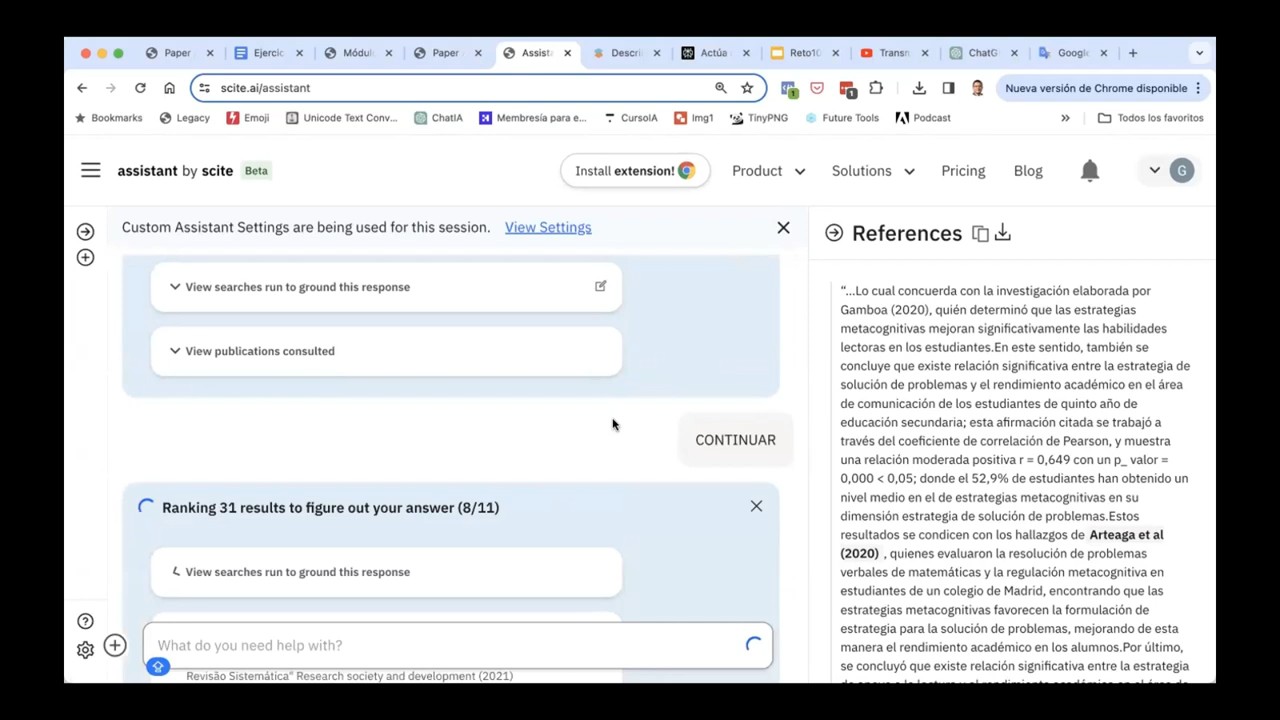 Paper
Ejercic
Módul
Paper
Assista
Descri
Actúa
Reto10
Transn
ChatG
Google
scite.ai/assistant
1
1
Nueva versión de Chrome disponible
Bookmarks
Legacy
Emoji
Unicode Text Conv...
ChatIA
Membresía para e...
CursoIA
Img1
TinyPNG
Future Tools
Podcast
Todos los favoritos
assistant by scite
Beta
Install extension!
Product
Solutions
Pricing
Blog
G
Custom Assistant Settings are being used for this session. View Settings
View searches run to ground this response
View publications consulted
CONTINUAR
Ranking 31 results to figure out your answer (8/11)
View searches run to ground this response
What do you need help with?
Revisão Sistemática" Research society and development (2021)
References
“...Lo cual concuerda con la investigación elaborada por
Gamboa (2020), quién determinó que las estrategias
metacognitivas mejoran significativamente las habilidades
lectoras en los estudiantes.En este sentido, también se
concluye que existe relación significativa entre la estrategia de
solución de problemas y el rendimiento académico en el área
de comunicación de los estudiantes de quinto año de
educación secundaria; esta afirmación citada se trabajó a
través del coeficiente de correlación de Pearson, y muestra
una relación moderada positiva r = 0,649 con un p_ valor =
0,000 < 0,05; donde el 52,9% de estudiantes han obtenido un
nivel medio en el de estrategias metacognitivas en su
dimensión estrategia de solución de problemas.Estos
resultados se condicen con los hallazgos de Arteaga et al
(2020) , quienes evaluaron la resolución de problemas
verbales de matemáticas y la regulación metacognitiva en
estudiantes de un colegio de Madrid, encontrando que las
estrategias metacognitivas favorecen la formulación de
estrategia para la solución de problemas, mejorando de esta
manera el rendimiento académico en los alumnos.Por último,
se concluyó que existe relación significativa entre la estrategia